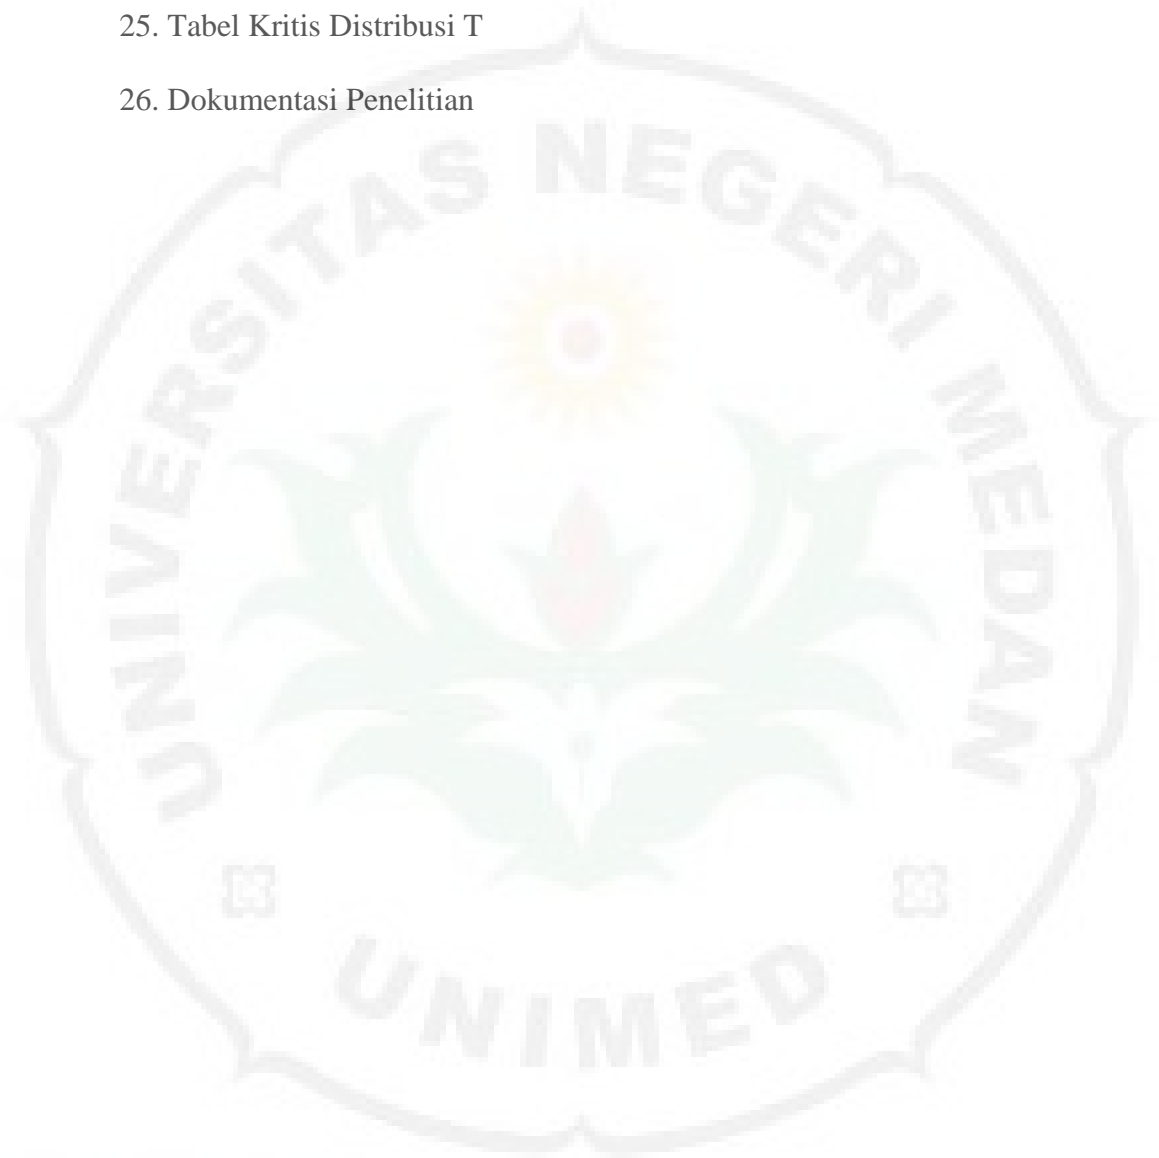 25. Tabel Kritis Distribusi T
26. Dokumentasi Penelitian
UNIVERSITAS NEGERI MEDAN
UNIMED